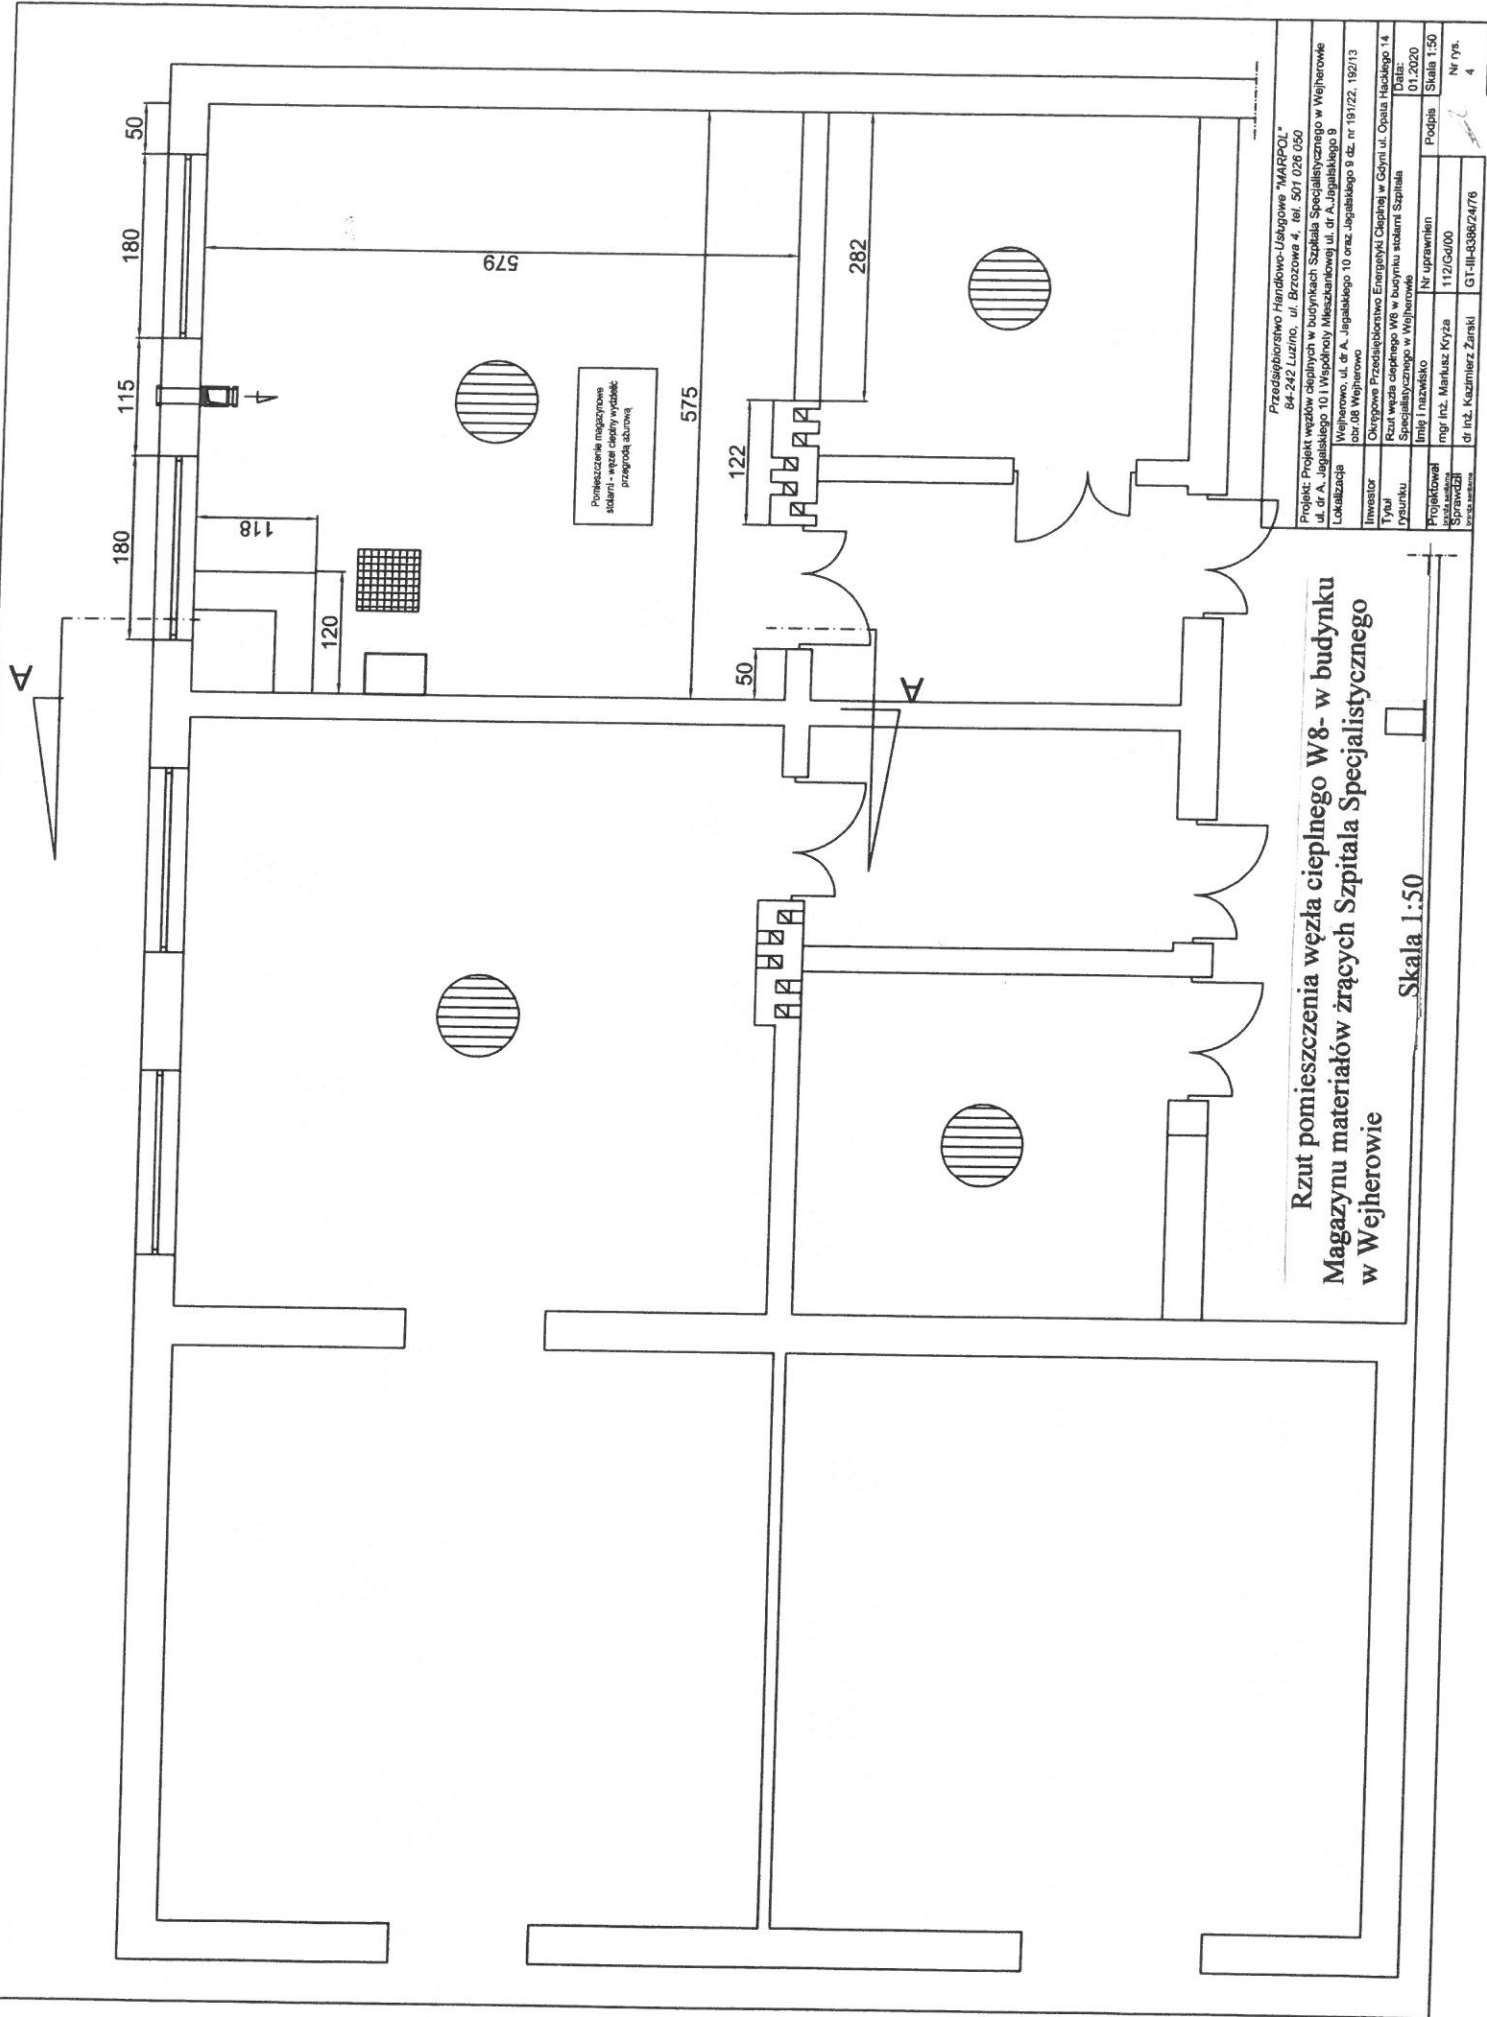 A
50
180
115
180
579
118
120
Pomieszczenie magazynowe
stolarni - węzeł cieplny wydzielić
przegrodą ażurową
575
282
122
50
A
Rzut pomieszczenia węzła cieplnego W8- w budynku
Magazynu materiałów żrących Szpitala Specjalistycznego
w Wejherowie
Skala 1:50
Przedsiębiorstwo Handlowo-Usługowe "MARPOL"
84-242 Luzino, ul. Brzozowa 4, tel. 501 026 050
Projekt: Projekt węzłów cieplnych w budynkach Szpitala Specjalistycznego w Wejherowie
ul. dr A. Jagalskiego 10 i Wspólnoty Mieszkaniowej ul. dr A.Jagalskiego 9
Lokalizacja Wejherowo, ul. dr A. Jagalskiego 10 oraz Jagalskiego 9 dz. nr 191/22, 192/13
obr.08 Wejherowo
Inwestor Okręgowe Przedsiębiorstwo Energetyki Cieplnej w Gdyni ul. Opata Hackiego 14
Tytuł rysunku Rzut węzła cieplnego W8 w budynku stolarni Szpitala
Specjalistycznego w Wejherowie
Data: 01.2020
Imię i nazwisko Nr uprawnien Podpis Skala 1:50
Projektował branża sanitarna mgr inż. Mariusz Kryża 112/Gd/00 Nr rys. 4
Sprawdził branża sanitarna dr inż. Kazimierz Żarski GT-III-8386/24/76